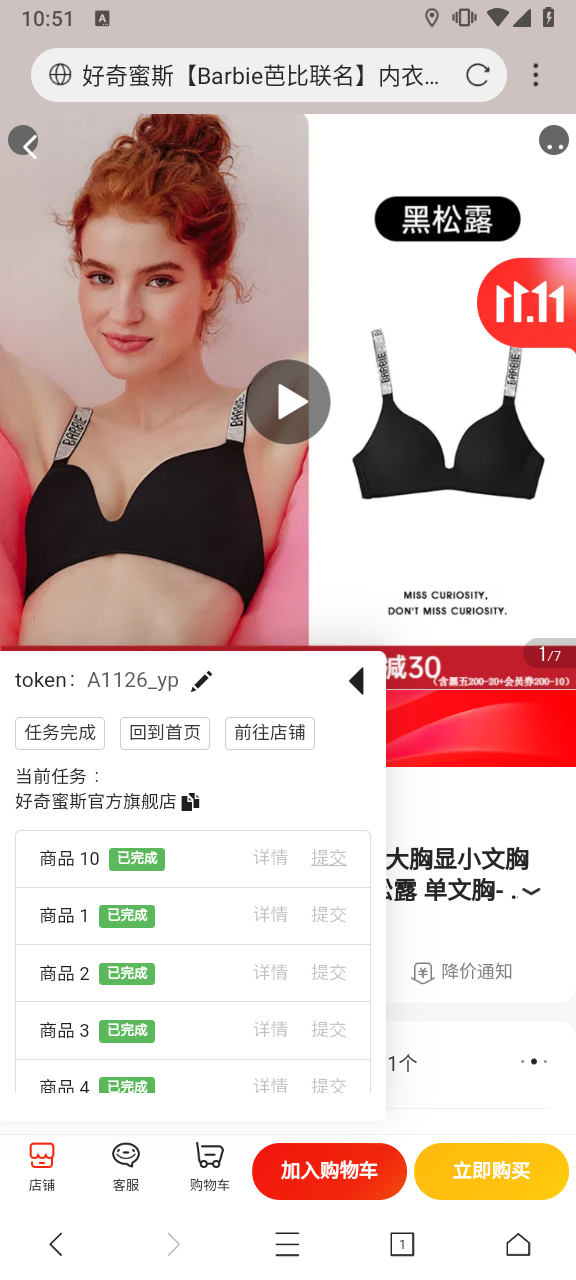 10:51
A
好奇蜜斯【Barbie芭比联名】内衣…
黑松露
11.11
BARBIE
BARBIE
BARBIE
BARBIE
MISS CURIOSITY,
DON'T MISS CURIOSITY.
1/7
减30
(含黑五200-20+会员券200-10)
token： A1126_yp
任务完成
回到首页
前往店铺
当前任务：
好奇蜜斯官方旗舰店
大胸显小文胸
松露 单文胸- ..
商品 10 已完成 详情 提交
商品 1 已完成 详情 提交
商品 2 已完成 详情 提交
降价通知
商品 3 已完成 详情 提交
1个
商品 4 已完成 详情 提交
店铺
客服
购物车
加入购物车
立即购买
1